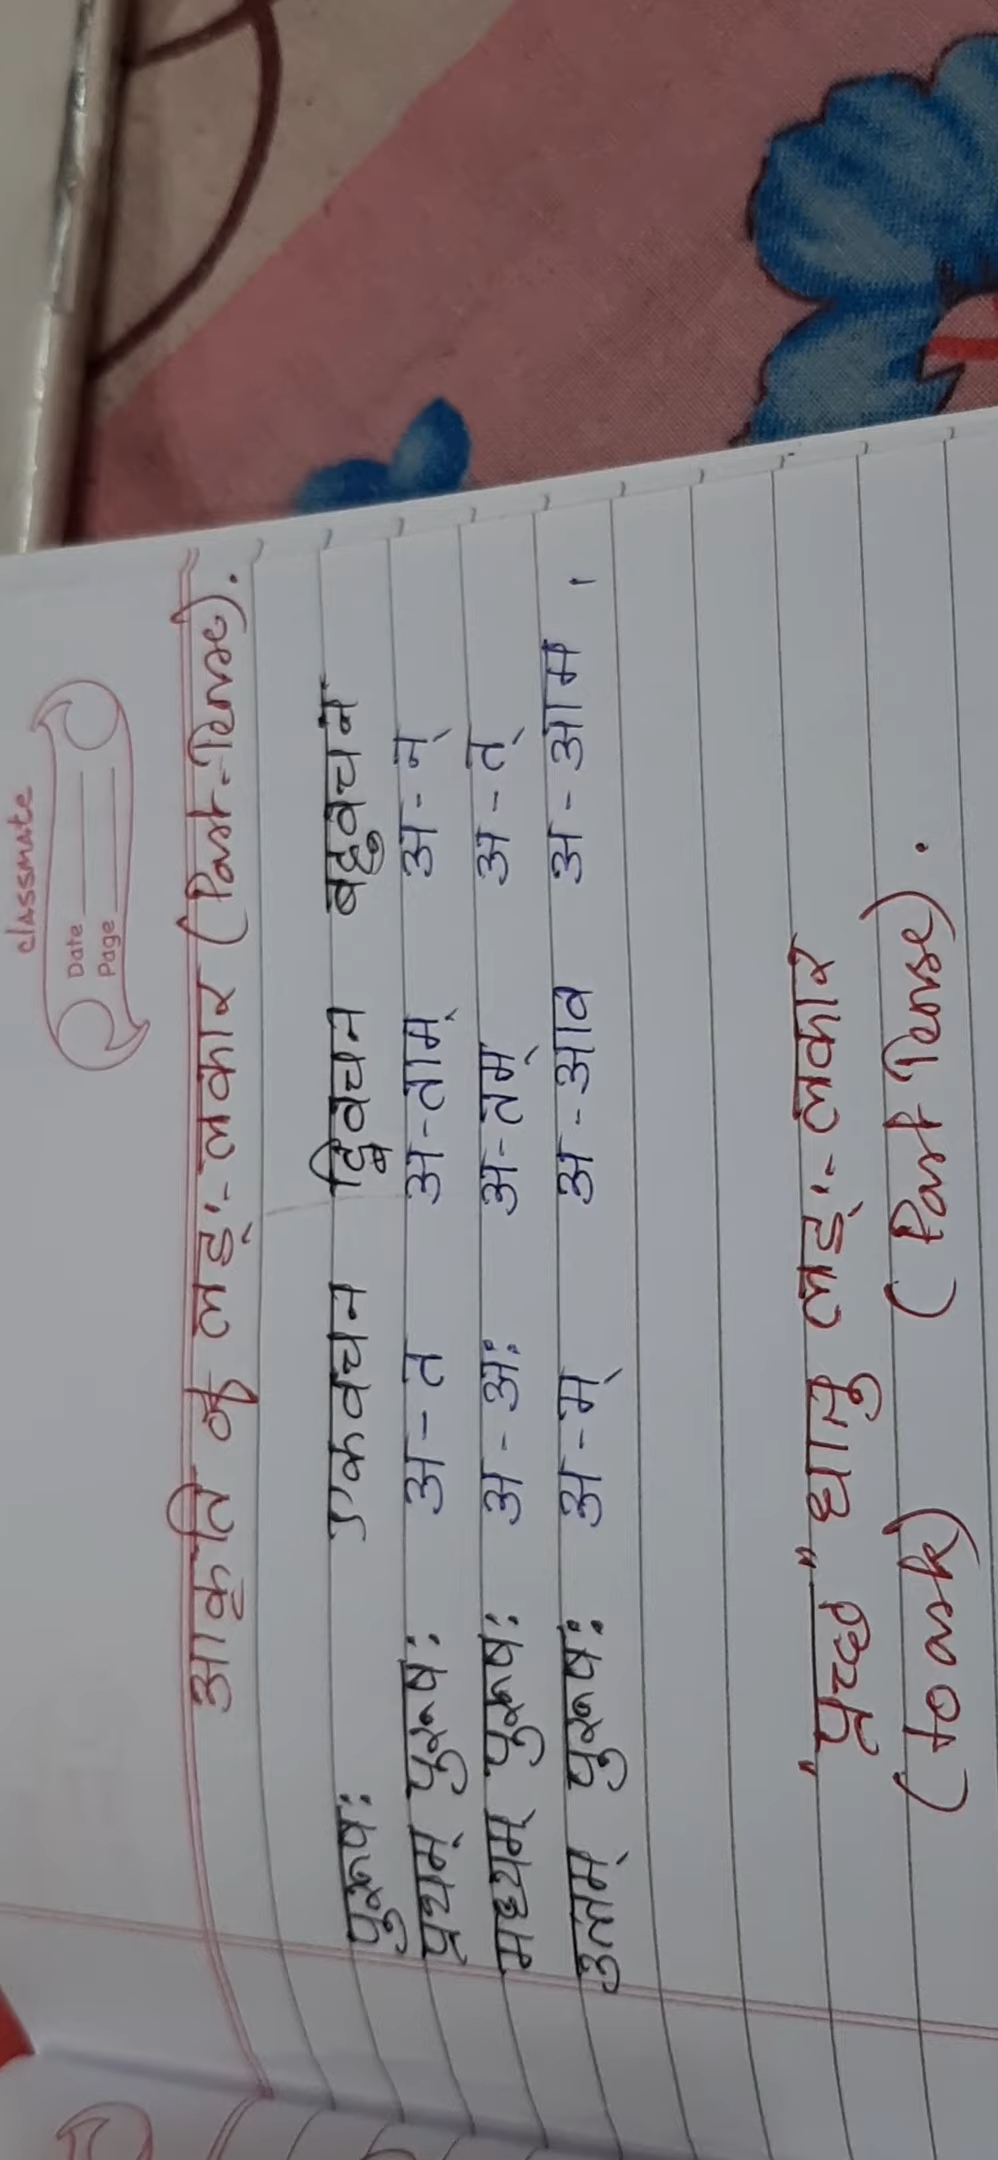 classmate
Date
Page
आकृति ऑफ लङ्:-लकार (Past-Tense).
पुरूषः एकवचन द्विवचन बहुवचन
प्रथम् पुरूषः अ-त अ-ताम् अ-न्
मध्यम् पुरूषः अ-अः अ-तम् अ-त्
उत्तम् पुरूषः अ-म् अ-आव अ-आम ।
"पृच्छ" धातु लङ्:-लकार
(to ask) (Past Tense).